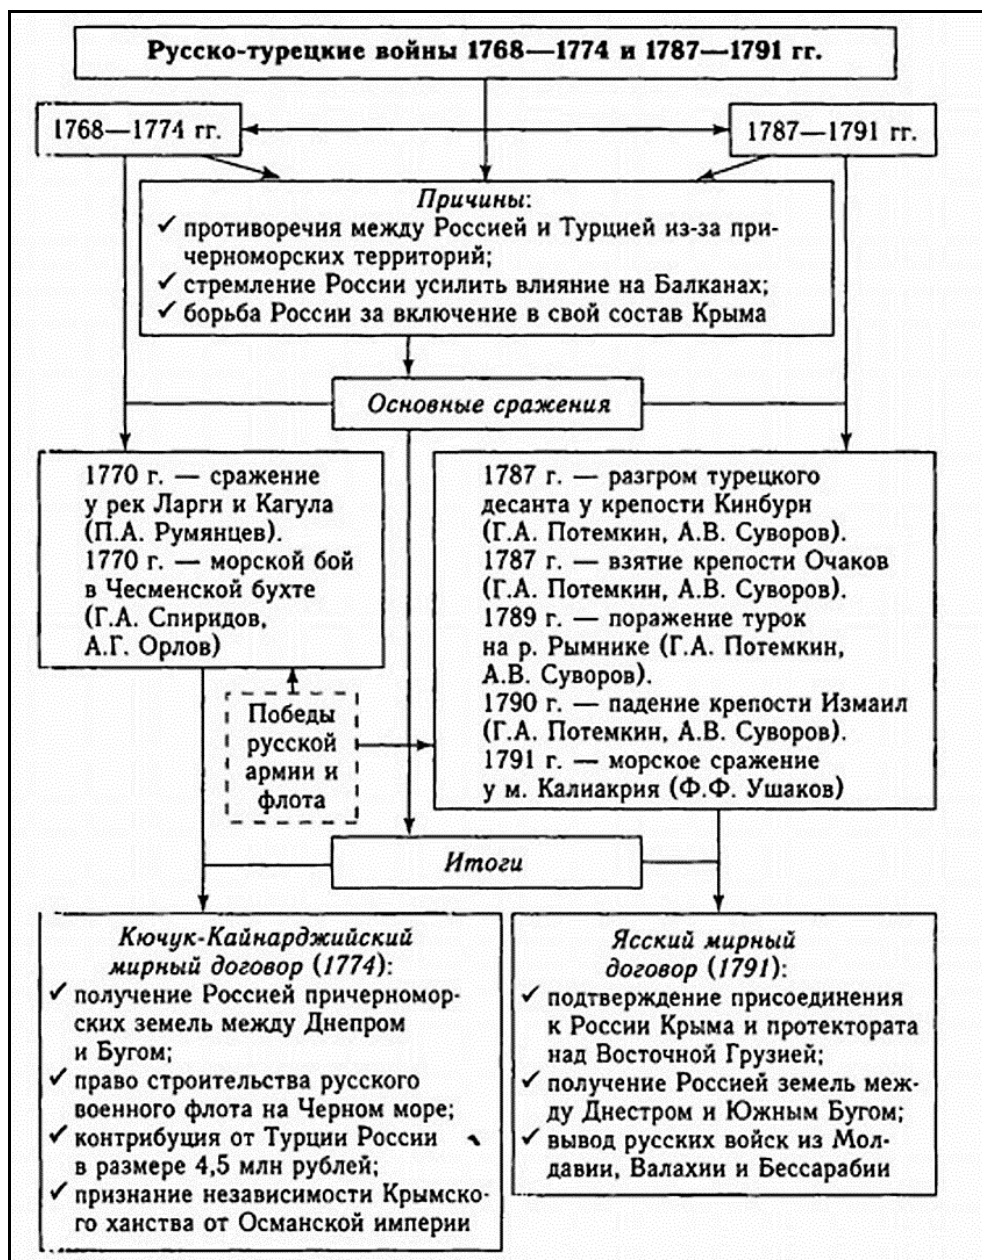 Русско-турецкие войны 1768—1774 и 1787—1791 гг.
1768—1774 гг.
1787—1791 гг.
Причины:
✓ противоречия между Россией и Турцией из-за при-
черноморских территорий;
✓ стремление России усилить влияние на Балканах;
✓ борьба России за включение в свой состав Крыма
Основные сражения
1770 г. — сражение
у рек Ларги и Кагула
(П.А. Румянцев).
1770 г. — морской бой
в Чесменской бухте
(Г.А. Спиридов,
А.Г. Орлов)
1787 г. — разгром турецкого
десанта у крепости Кинбурн
(Г.А. Потемкин, А.В. Суворов).
1787 г. — взятие крепости Очаков
(Г.А. Потемкин, А.В. Суворов).
1789 г. — поражение турок
на р. Рымнике (Г.А. Потемкин,
А.В. Суворов).
1790 г. — падение крепости Измаил
(Г.А. Потемкин, А.В. Суворов).
1791 г. — морское сражение
у м. Калиакрия (Ф.Ф. Ушаков)
Победы
русской
армии и
флота
Итоги
Кючук-Кайнарджийский
мирный договор (1774):
✓ получение Россией причерномор-
ских земель между Днепром
и Бугом;
✓ право строительства русского
военного флота на Черном море;
✓ контрибуция от Турции России
в размере 4,5 млн рублей;
✓ признание независимости Крымско-
го ханства от Османской империи
Ясский мирный
договор (1791):
✓ подтверждение присоединения
к России Крыма и протектората
над Восточной Грузией;
✓ получение Россией земель меж-
ду Днестром и Южным Бугом;
✓ вывод русских войск из Мол-
давии, Валахии и Бессарабии